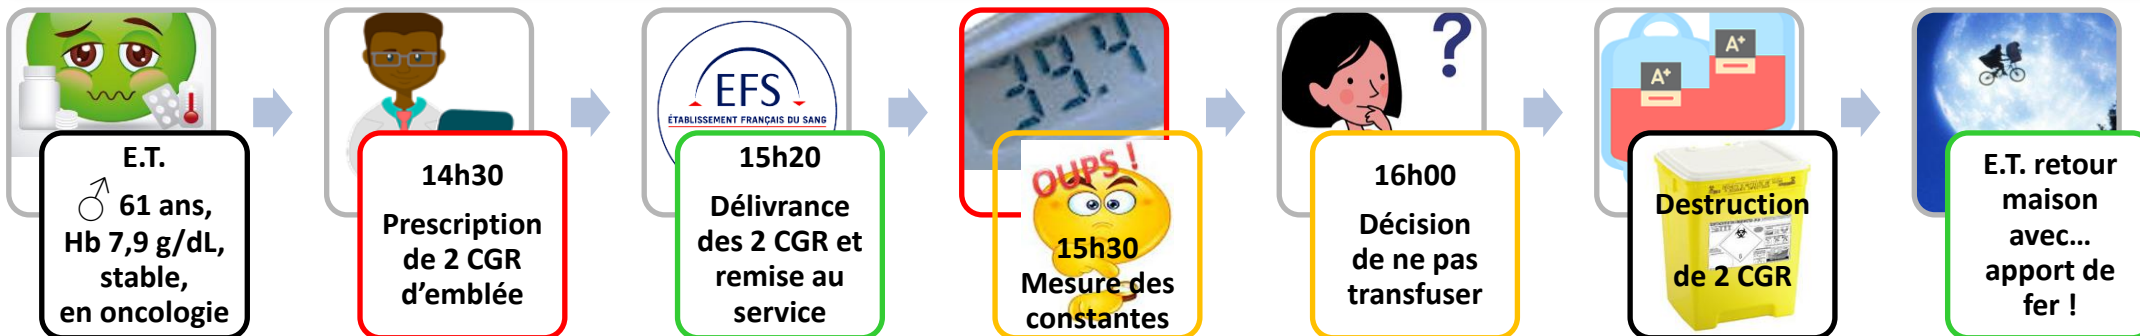 E.T.
♂ 61 ans,
Hb 7,9 g/dL,
stable,
en oncologie
14h30
Prescription
de 2 CGR
d’emblée
EFS
ÉTABLISSEMENT FRANÇAIS DU SANG
15h20
Délivrance
des 2 CGR et
remise au
service
39.4
OUPS !
15h30
Mesure des
constantes
?
16h00
Décision
de ne pas
transfuser
A+
A+
Destruction
de 2 CGR
E.T. retour
maison
avec…
apport de
fer !